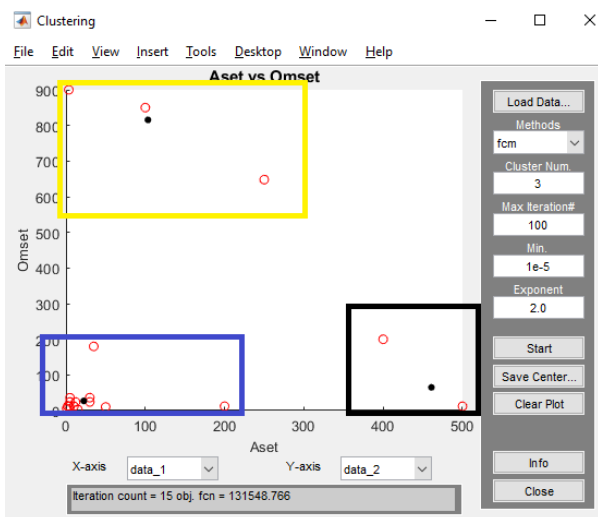 Clustering
File Edit View Insert Tools Desktop Window Help
Aset vs Omset
900
800
700
600
500
400
300
200
100
0
Omset
0 100 200 300 400 500
Aset
X-axis data_1 Y-axis data_2
Iteration count = 15 obj. fcn = 131548.766
Load Data...
Methods
fcm
Cluster Num.
3
Max Iteration#
100
Min.
1e-5
Exponent
2.0
Start
Save Center...
Clear Plot
Info
Close